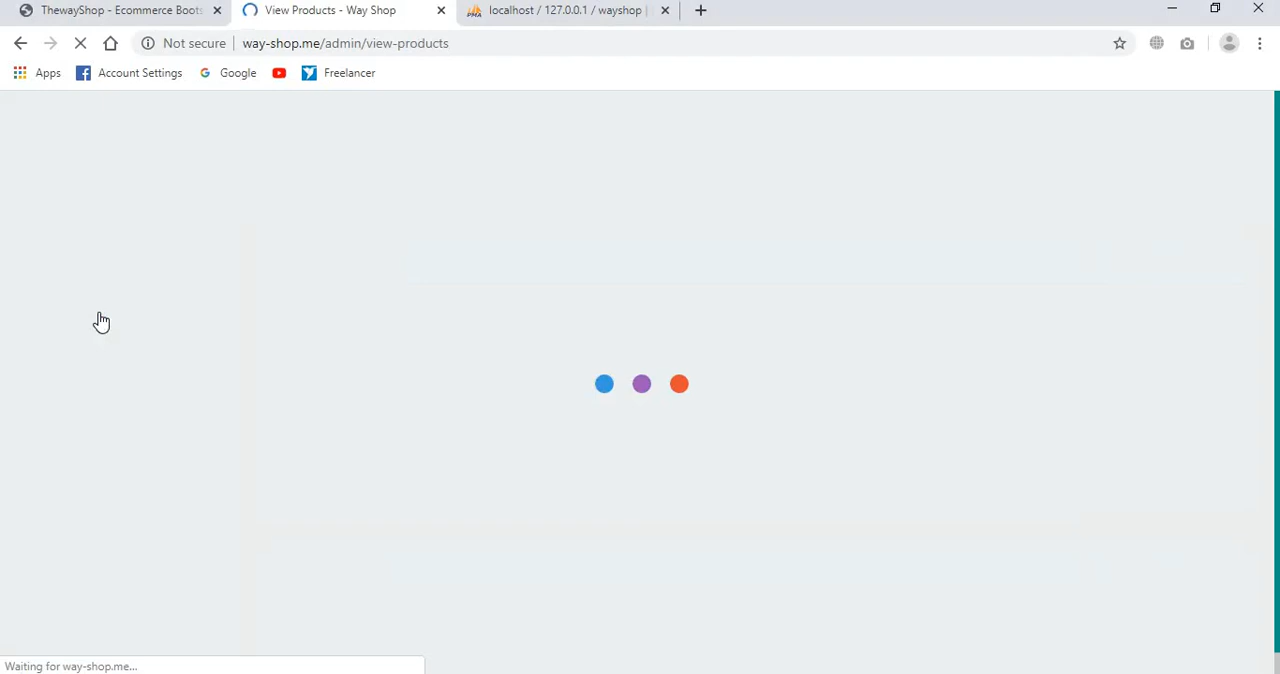 ThewayShop - Ecommerce Boots
View Products - Way Shop
localhost / 127.0.0.1 / wayshop |
Not secure | way-shop.me/admin/view-products
Apps Account Settings Google Freelancer
Waiting for way-shop.me...